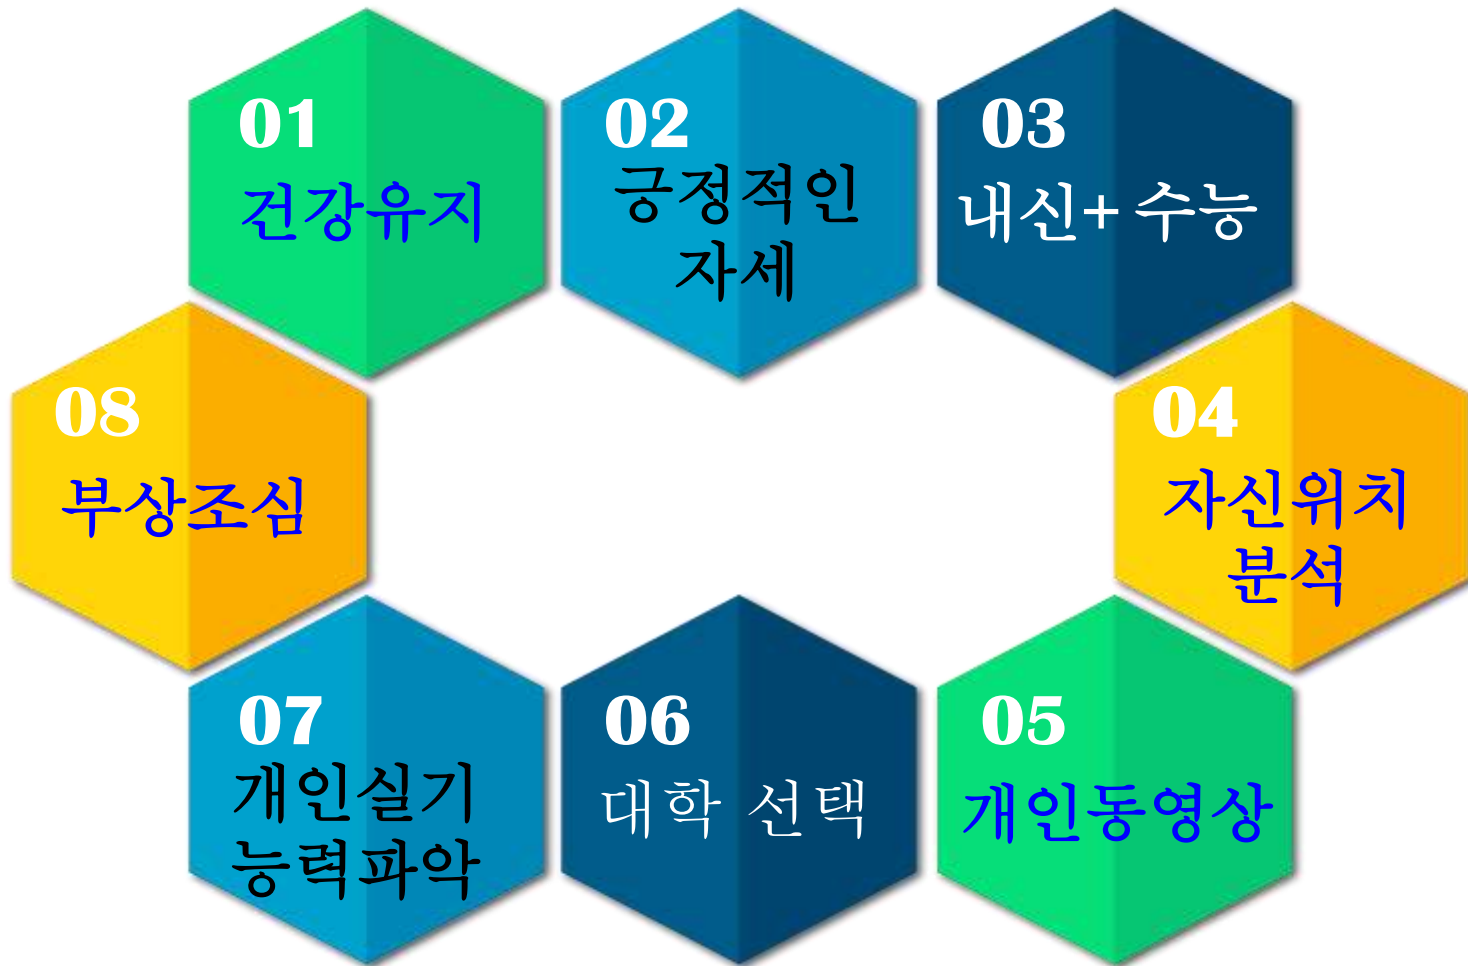 01
건강유지
02
긍정적인
자세
03
내신+ 수능
04
자신위치
분석
05
개인동영상
06
대학 선택
07
개인실기
능력파악
08
부상조심